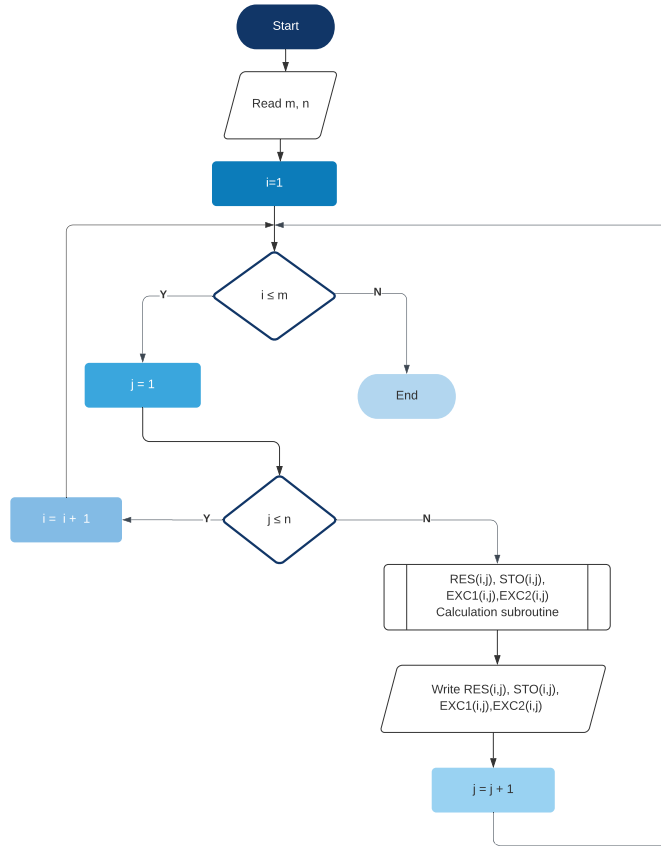 Start
Read m, n
i=1
i ≤ m
Y
N
j = 1
End
j ≤ n
Y
N
i = i + 1
RES(i,j), STO(i,j),
EXC1(i,j),EXC2(i,j)
Calculation subroutine
Write RES(i,j), STO(i,j),
EXC1(i,j),EXC2(i,j)
j = j + 1